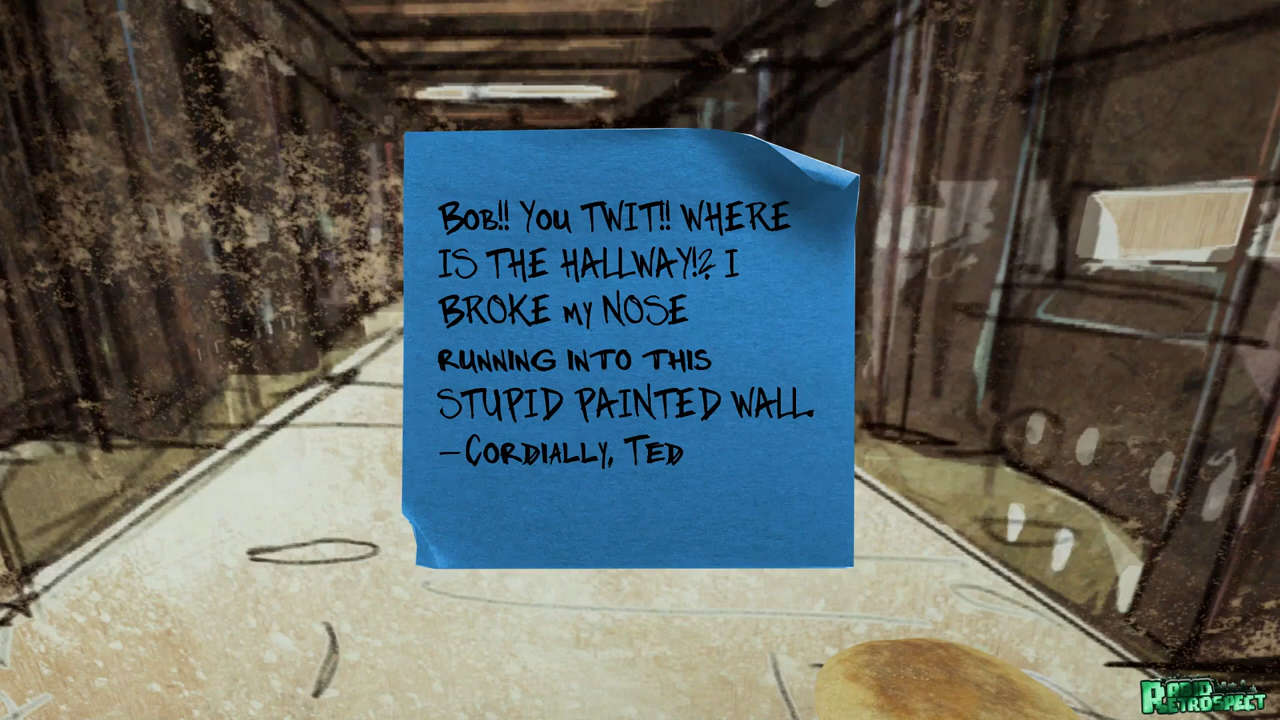 Bob!! You TWIT!! WHERE
IS THE HALLWAY!? I
BROKE my NOSE
RUNNING INTO THIS
STUPID PAINTED WALL.
–CORDIALLY, TED
RABID
RETROSPECT